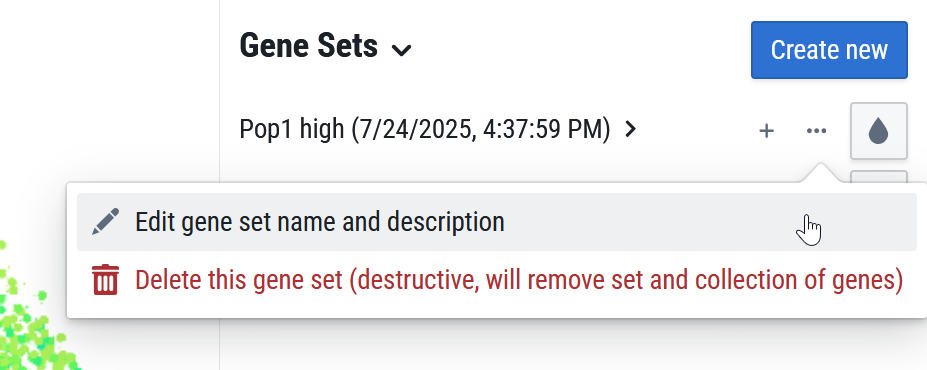 Gene Sets
Create new
Pop1 high (7/24/2025, 4:37:59 PM)
Edit gene set name and description
Delete this gene set (destructive, will remove set and collection of genes)